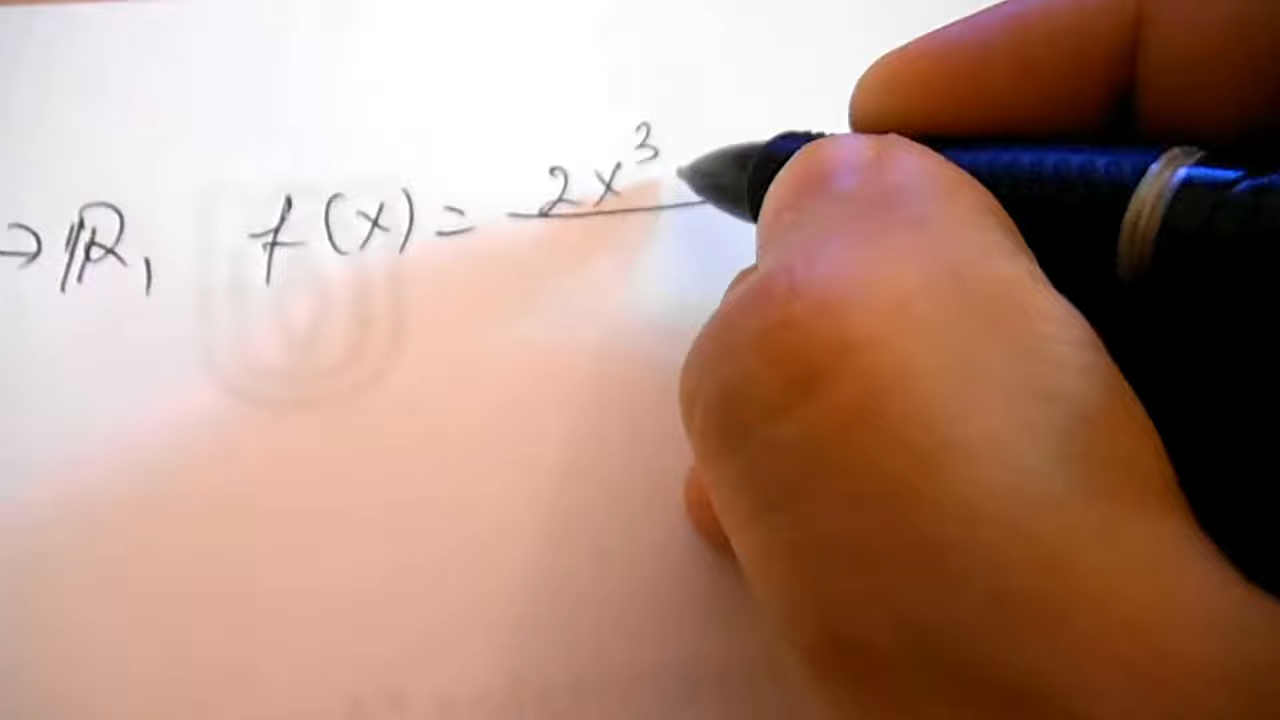 → ℝ, f(x) = 2x³